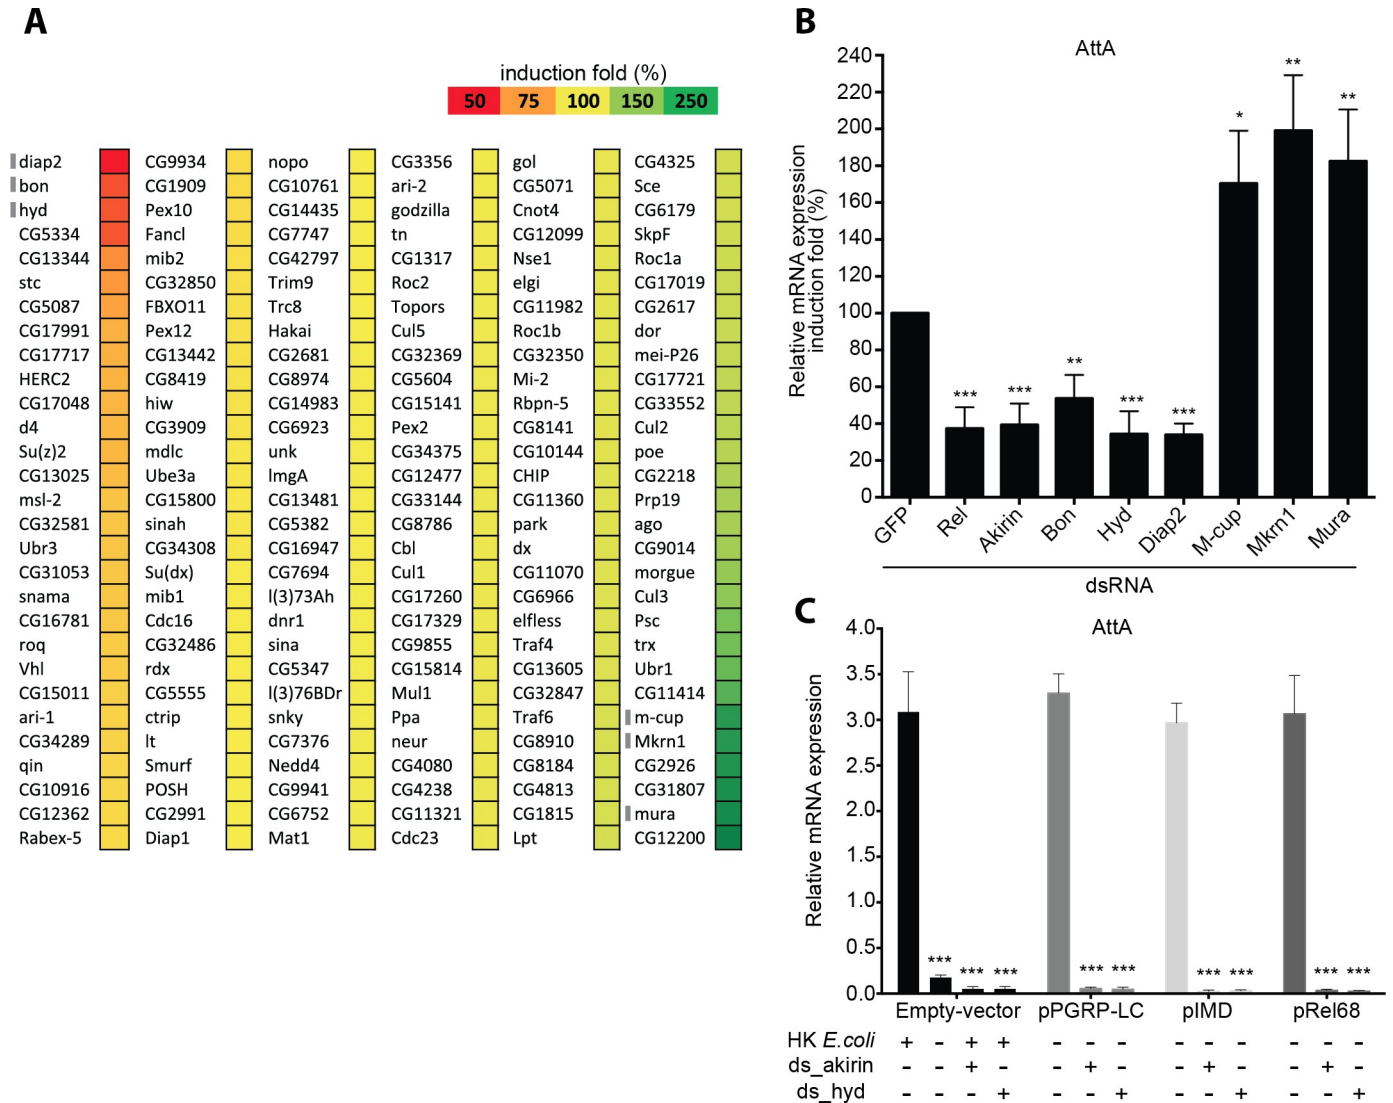 A
induction fold (%)
50 75 100 150 250
diap2 CG9934 nopo CG3356 gol CG4325
bon CG1909 CG10761 ari-2 CG5071 Sce
hyd Pex10 CG14435 godzilla Cnot4 CG6179
CG5334 Fancl CG7747 tn CG12099 SkpF
CG13344 mib2 CG42797 CG1317 Nse1 Roc1a
stc CG32850 Trim9 Roc2 elgi CG17019
CG5087 FBXO11 Trc8 Topors CG11982 CG2617
CG17991 Pex12 Hakai Cul5 Roc1b dor
CG17717 CG13442 CG2681 CG32369 CG32350 mei-P26
HERC2 CG8419 CG8974 CG5604 Mi-2 CG17721
CG17048 hiw CG14983 CG15141 Rbpn-5 CG33552
d4 CG3909 CG6923 Pex2 CG8141 Cul2
Su(z)2 mdlc unk CG34375 CG10144 poe
CG13025 Ube3a lmgA CG12477 CHIP CG2218
msl-2 CG15800 CG13481 CG33144 CG11360 Prp19
CG32581 sinah CG5382 CG8786 park ago
Ubr3 CG34308 CG16947 Cbl dx CG9014
CG31053 Su(dx) CG7694 Cul1 CG11070 morgue
snama mib1 l(3)73Ah CG17260 CG6966 Cul3
CG16781 Cdc16 dnr1 CG17329 elfless Psc
roq CG32486 sina CG9855 Traf4 trx
Vhl rdx CG5347 CG15814 CG13605 Ubr1
CG15011 CG5555 l(3)76BDr Mul1 CG32847 CG11414
ari-1 ctrip snky Ppa Traf6 m-cup
CG34289 lt CG7376 neur CG8910 Mkrn1
qin Smurf Nedd4 CG4080 CG8184 CG2926
CG10916 POSH CG9941 CG4238 CG4813 CG31807
CG12362 CG2991 CG6752 CG11321 CG1815 mura
Rabex-5 Diap1 Mat1 Cdc23 Lpt CG12200
B
AttA
Relative mRNA expression
induction fold (%)
240
220
200
180
160
140
120
100
80
60
40
20
0
*** *** ** *** *** * ** **
GFP Rel Akirin Bon Hyd Diap2 M-cup Mkrn1 Mura
dsRNA
C
AttA
Relative mRNA expression
4.0
3.5
3.0
2.5
2.0
1.5
1.0
0.5
0.0
*** *** *** *** *** *** *** *** ***
Empty-vector pPGRP-LC pIMD pRel68
HK E.coli + - + + - - - - - - - - -
ds_akirin - - + - - + - - + - - + -
ds_hyd - - - + - - + - - + - - +